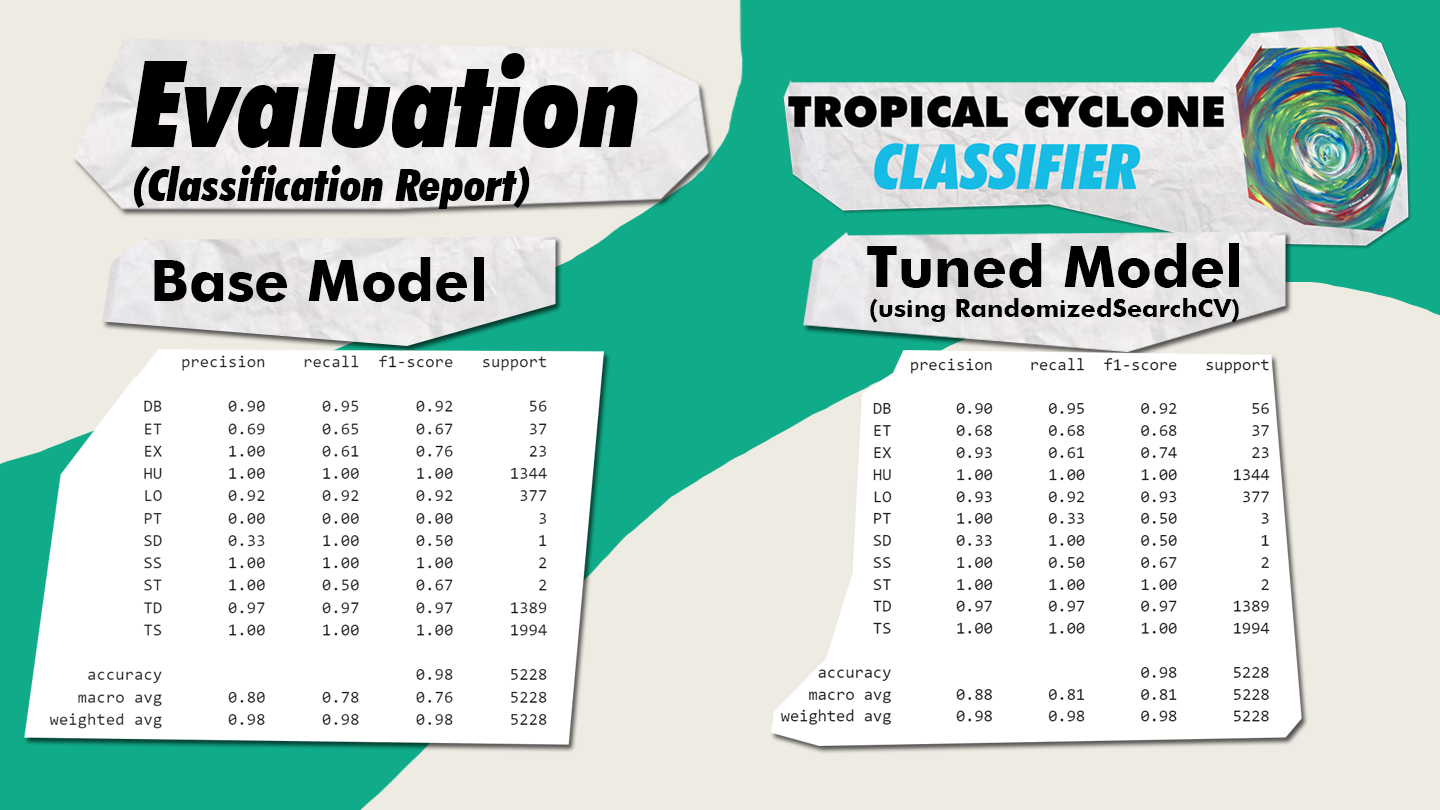 Evaluation
(Classification Report)
TROPICAL CYCLONE
CLASSIFIER
Base Model
precision recall f1-score support
DB 0.90 0.95 0.92 56
ET 0.69 0.65 0.67 37
EX 1.00 0.61 0.76 23
HU 1.00 1.00 1.00 1344
LO 0.92 0.92 0.92 377
PT 0.00 0.00 0.00 3
SD 0.33 1.00 0.50 1
SS 1.00 1.00 1.00 2
ST 1.00 0.50 0.67 2
TD 0.97 0.97 0.97 1389
TS 1.00 1.00 1.00 1994
accuracy 0.98 5228
macro avg 0.80 0.78 0.76 5228
weighted avg 0.98 0.98 0.98 5228
Tuned Model
(using RandomizedSearchCV)
precision recall f1-score support
DB 0.90 0.95 0.92 56
ET 0.68 0.68 0.68 37
EX 0.93 0.61 0.74 23
HU 1.00 1.00 1.00 1344
LO 0.93 0.92 0.93 377
PT 1.00 0.33 0.50 3
SD 0.33 1.00 0.50 1
SS 1.00 0.50 0.67 2
ST 1.00 1.00 1.00 2
TD 0.97 0.97 0.97 1389
TS 1.00 1.00 1.00 1994
accuracy 0.98 5228
macro avg 0.88 0.81 0.81 5228
weighted avg 0.98 0.98 0.98 5228